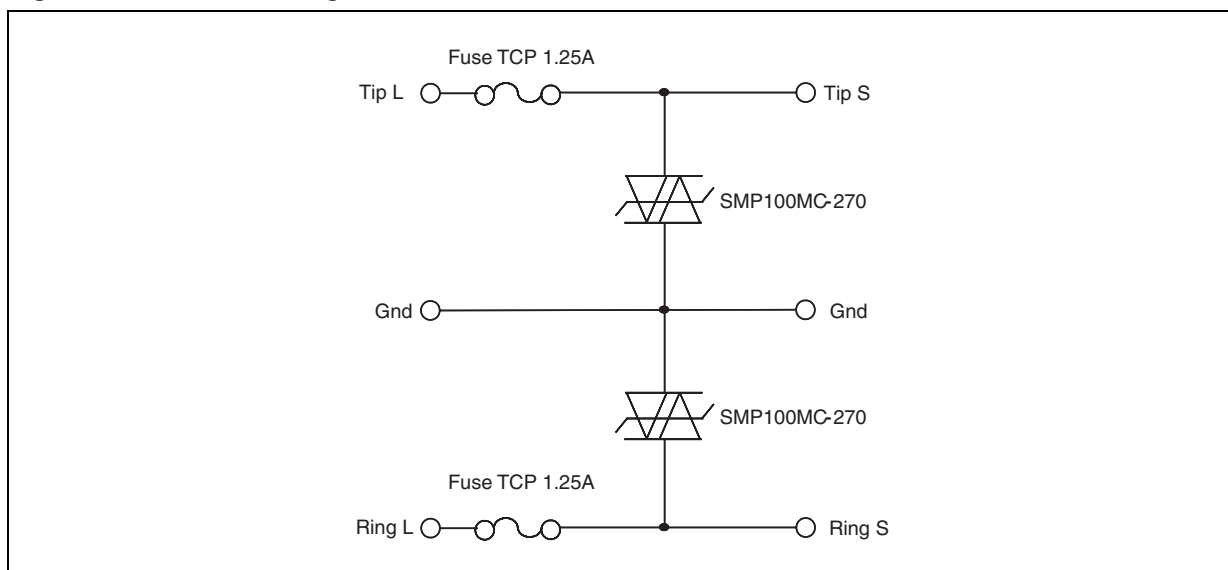 Fuse TCP 1.25A
Tip L
Tip S
SMP100MC-270
Gnd
Gnd
SMP100MC-270
Fuse TCP 1.25A
Ring L
Ring S